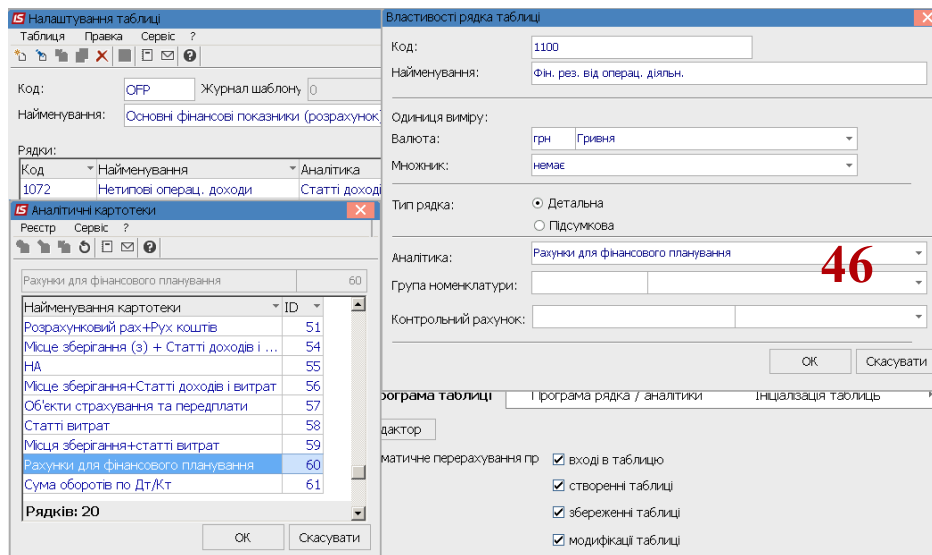 Налаштування таблиці
Таблиця Правка Сервіс ?
Код: OFP Журнал шаблону 0
Найменування: Основні фінансові показники (розрахунок)
Рядки:
Код Найменування Аналітика
1072 Нетипові операц. доходи Статті доході
Аналітичні картотеки
Реєстр Сервіс ?
Рахунки для фінансового планування 60
Найменування картотеки ID
Розрахунковий рах+Рух коштів 51
Місце зберігання (з) + Статті доходів і ... 54
НА 55
Місце зберігання+Статті доходів і витрат 56
Об'єкти страхування та передплати 57
Статті витрат 58
Місця зберігання+статті витрат 59
Рахунки для фінансового планування 60
Сума оборотів по Дт/Кт 61
Рядків: 20
ОК Скасувати
Властивості рядка таблиці
Код: 1100
Найменування: Фін. рез. від операц. діяльн.
Одиниця виміру:
Валюта: грн Гривня
Множник: немає
Тип рядка: Детальна
Підсумкова
Аналітика: Рахунки для фінансового планування
46
Група номенклатури:
Контрольний рахунок:
ОК Скасувати
ограма таблиці Програма рядка / аналітики Ініціалізація таблиць
дактор
матичне перерахування пр вході в таблицю
створенні таблиці
збереженні таблиці
модифікації таблиці